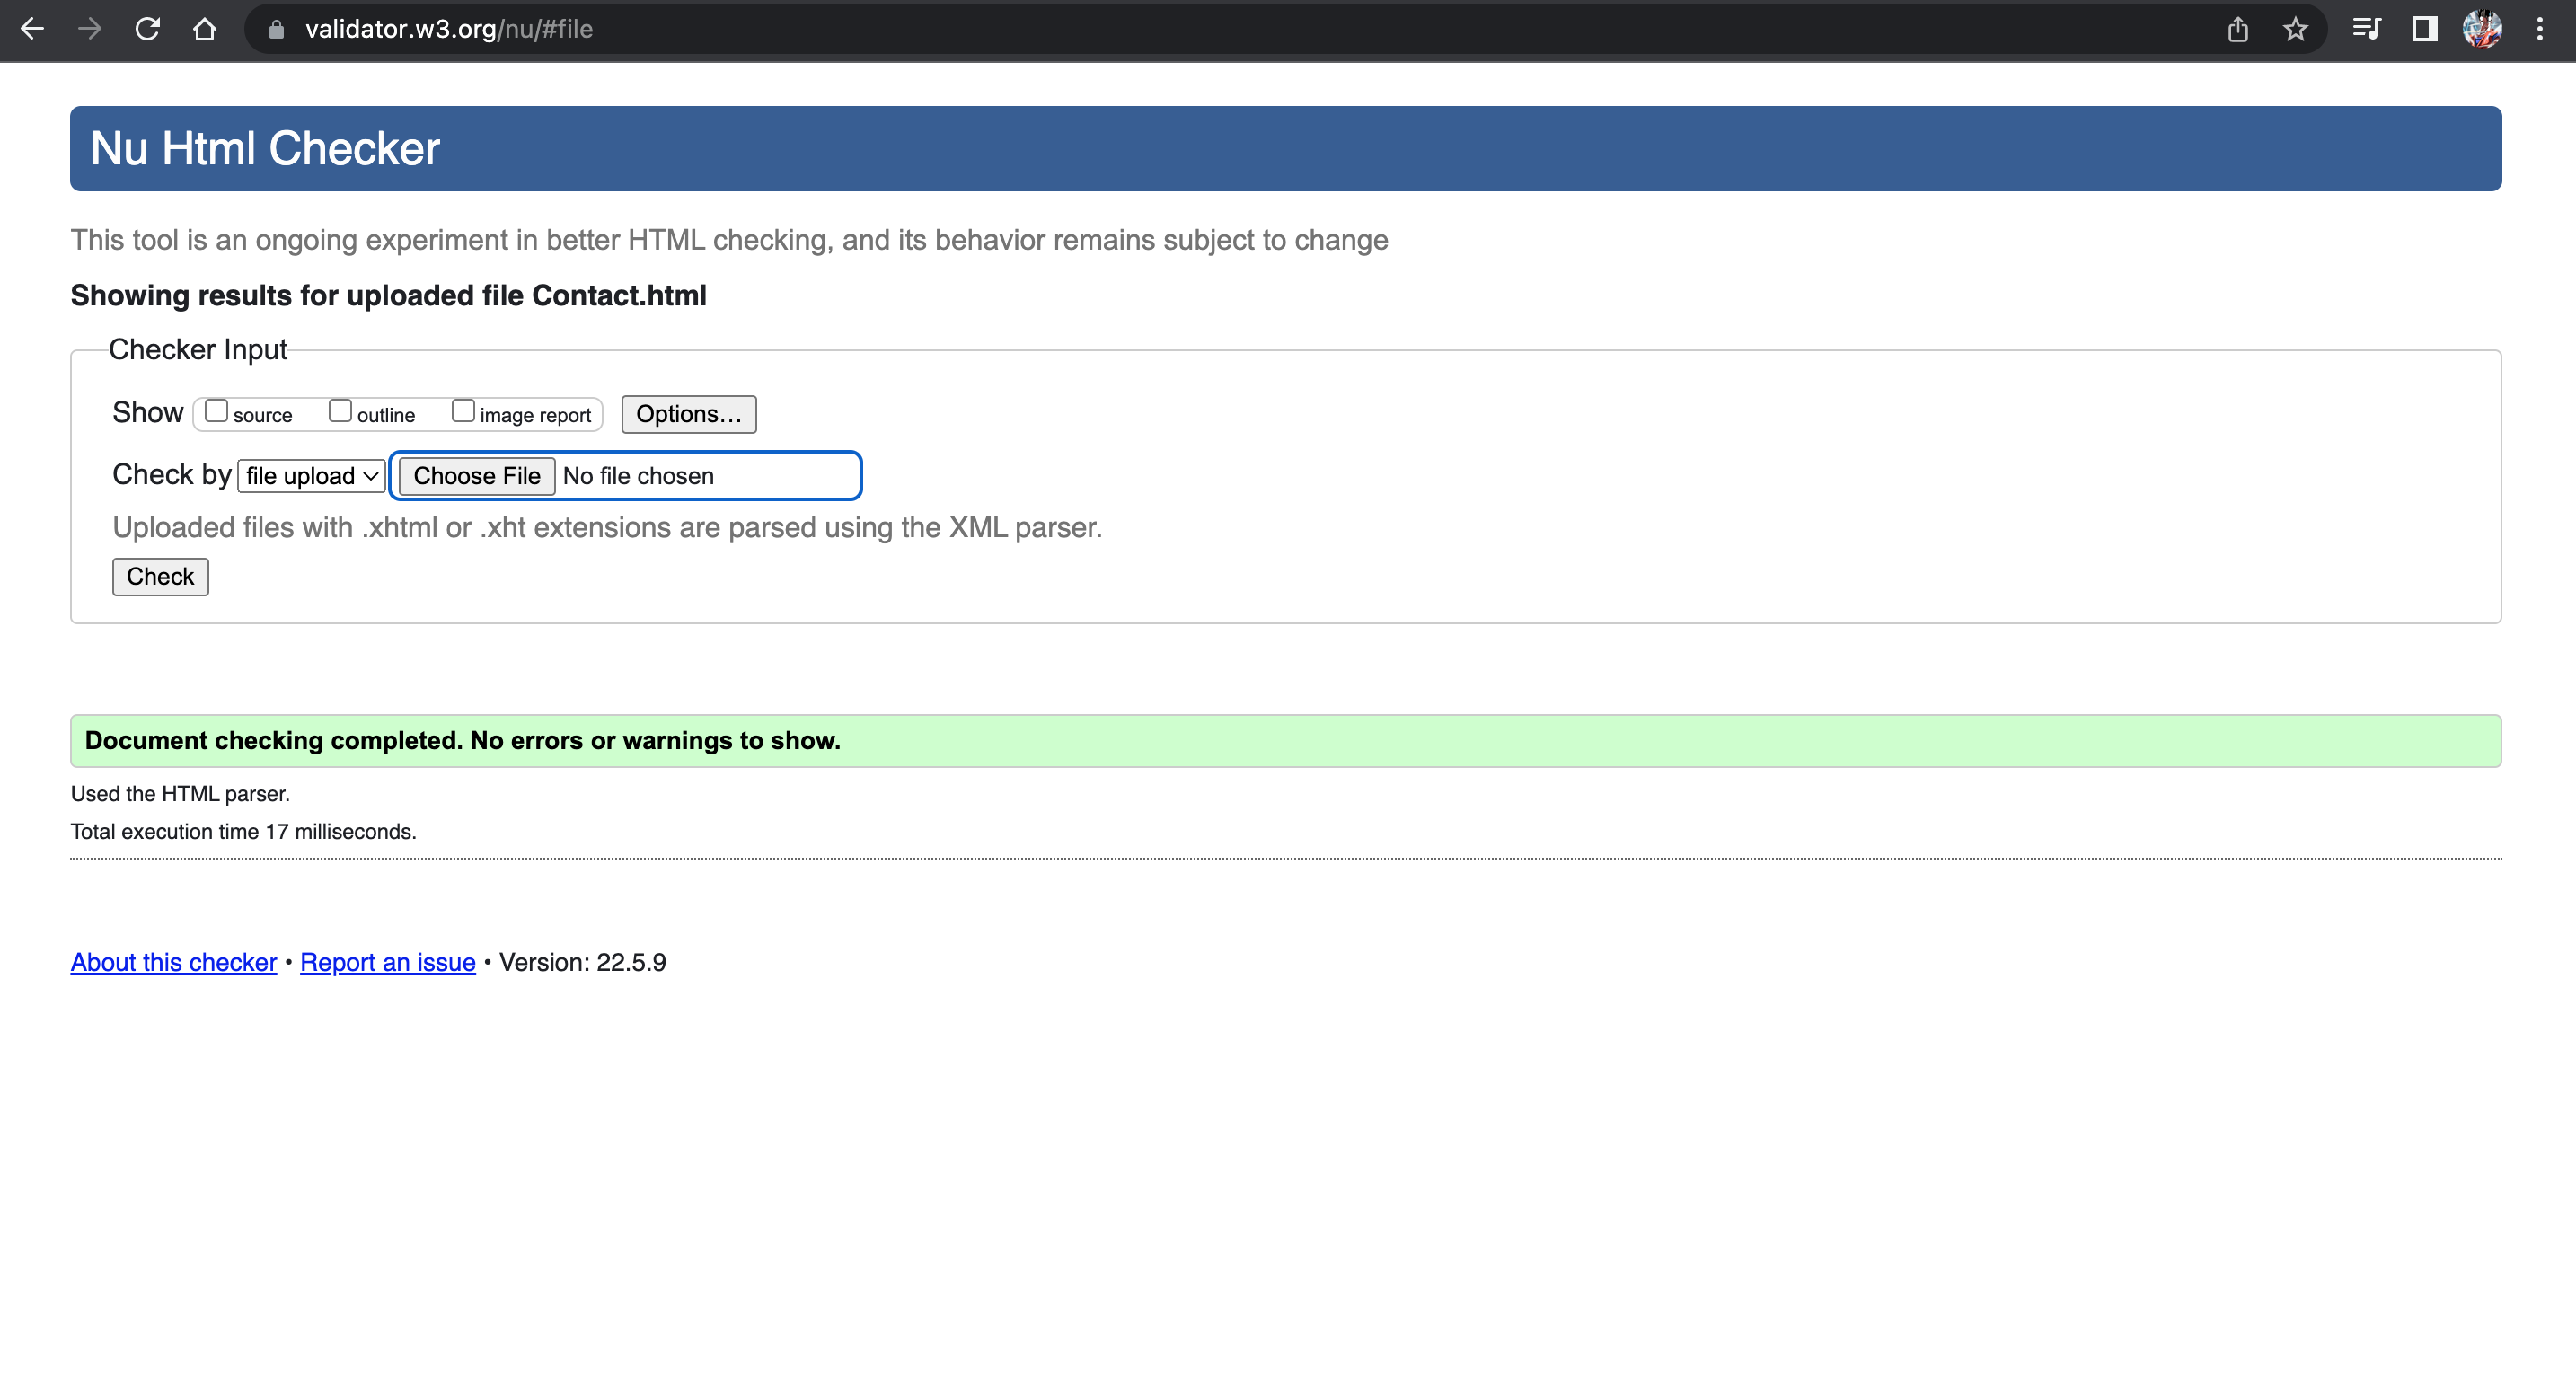 validator.w3.org/nu/#file
Nu Html Checker
This tool is an ongoing experiment in better HTML checking, and its behavior remains subject to change
Showing results for uploaded file Contact.html
Checker Input
Show source outline image report Options…
Check by file upload Choose File No file chosen
Uploaded files with .xhtml or .xht extensions are parsed using the XML parser.
Check
Document checking completed. No errors or warnings to show.
Used the HTML parser.
Total execution time 17 milliseconds.
About this checker • Report an issue • Version: 22.5.9